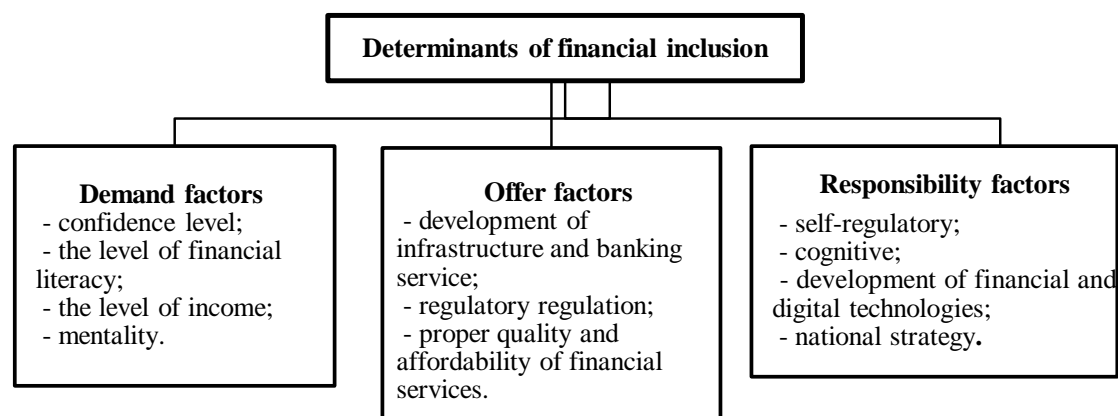 Determinants of financial inclusion
Demand factors
- confidence level;
- the level of financial
literacy;
- the level of income;
- mentality.
Offer factors
- development of
infrastructure and banking
service;
- regulatory regulation;
- proper quality and
affordability of financial
services.
Responsibility factors
- self-regulatory;
- cognitive;
- development of financial and
digital technologies;
- national strategy.